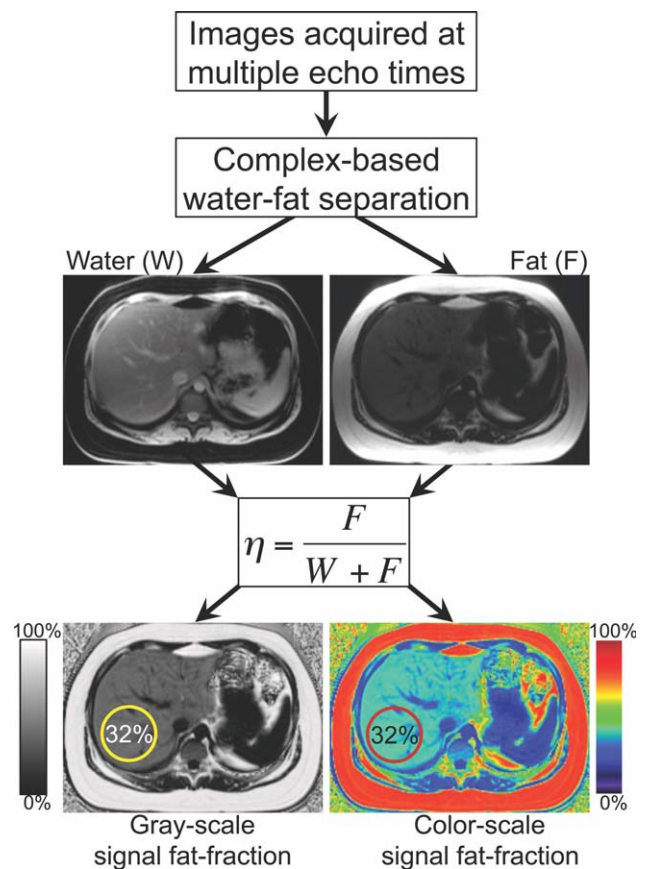 Images acquired at
multiple echo times
Complex-based
water-fat separation
Water (W)
Fat (F)
η = F / (W + F)
100%
0%
32%
100%
0%
32%
Gray-scale
signal fat-fraction
Color-scale
signal fat-fraction